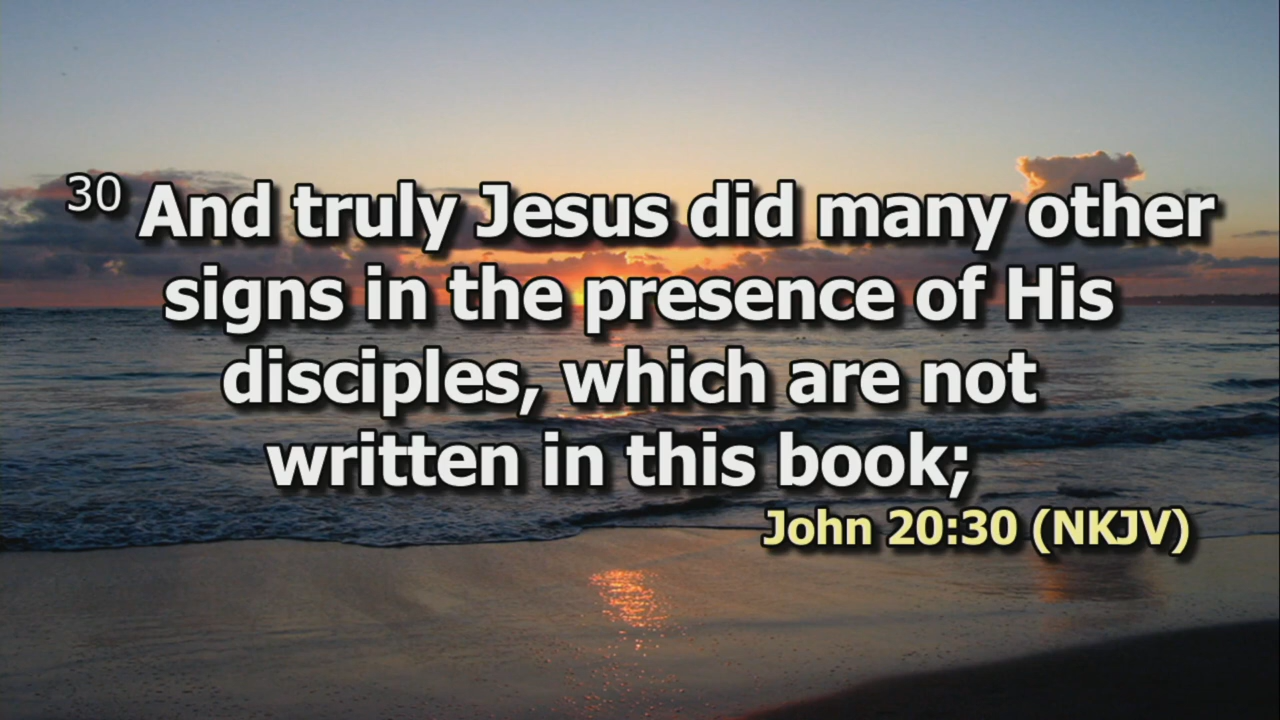 30 And truly Jesus did many other
signs in the presence of His
disciples, which are not
written in this book;
John 20:30 (NKJV)